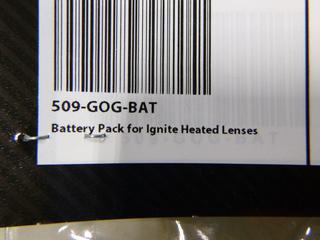 509-GOG-BAT
Battery Pack for Ignite Heated Lenses